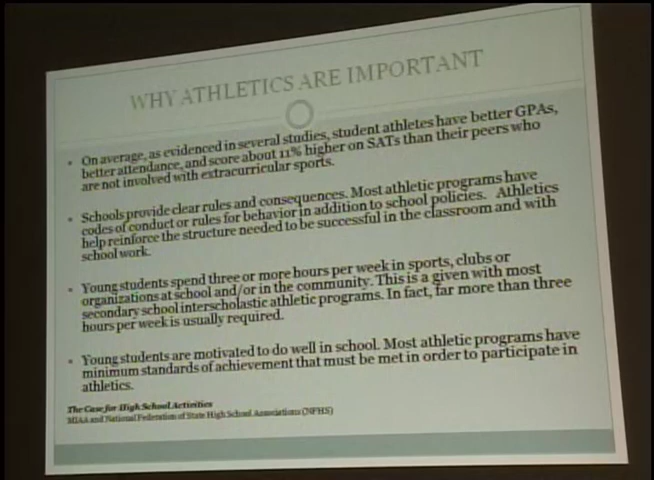 WHY ATHLETICS ARE IMPORTANT
On average, as evidenced in several studies, student athletes have better GPAs,
better attendance, and score about 11% higher on SATs than their peers who
are not involved with extracurricular sports.
Schools provide clear rules and consequences. Most athletic programs have
codes of conduct or rules for behavior in addition to school policies. Athletics
help reinforce the structure needed to be successful in the classroom and with
school work.
Young students spend three or more hours per week in sports, clubs or
organizations at school and/or in the community. This is a given with most
secondary school interscholastic athletic programs. In fact, far more than three
hours per week is usually required.
Young students are motivated to do well in school. Most athletic programs have
minimum standards of achievement that must be met in order to participate in
athletics.
The Case for High School Activities
MIAA and National Federation of State High School Associations (NFHS)